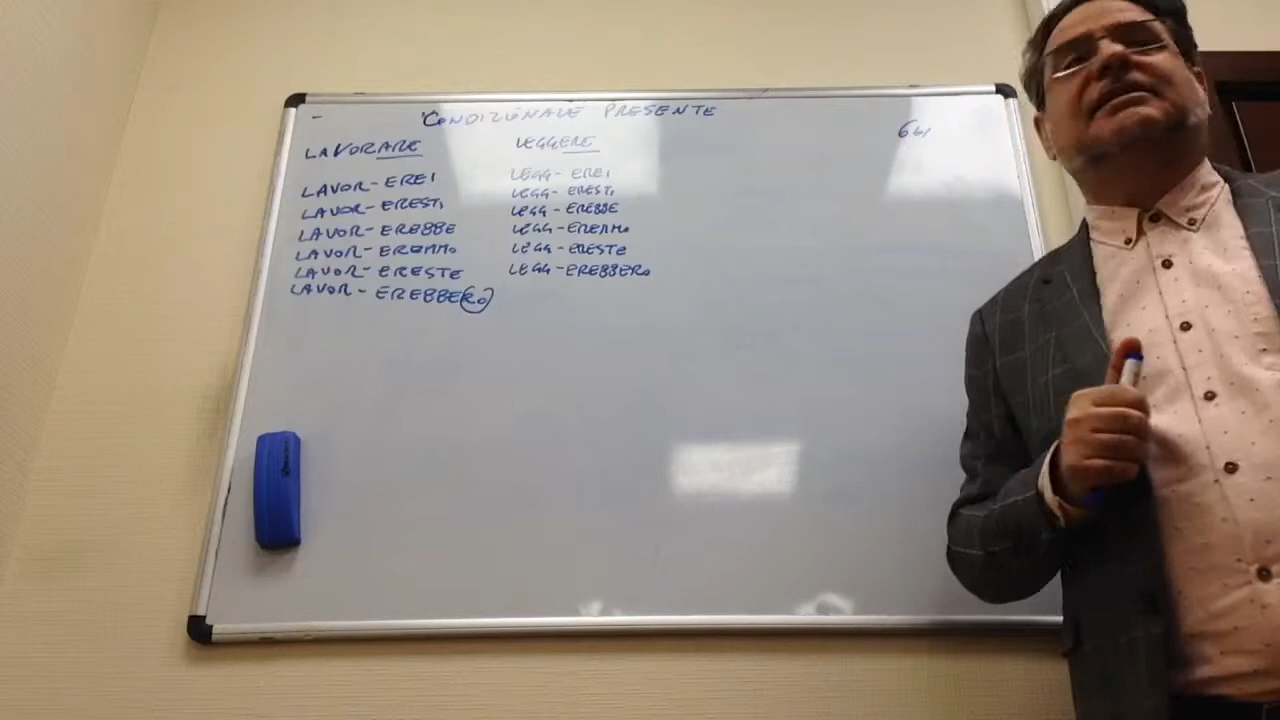 CONDIZIONALE PRESENTE
LAVORARE
LAVOR-EREI
LAVOR-ERESTI
LAVOR-EREBBE
LAVOR-EREMMO
LAVOR-ERESTE
LAVOR-EREBBERO
LEGGERE
LEGG-EREI
LEGG-ERESTI
LEGG-EREBBE
LEGG-EREMMO
LEGG-ERESTE
LEGG-EREBBERO